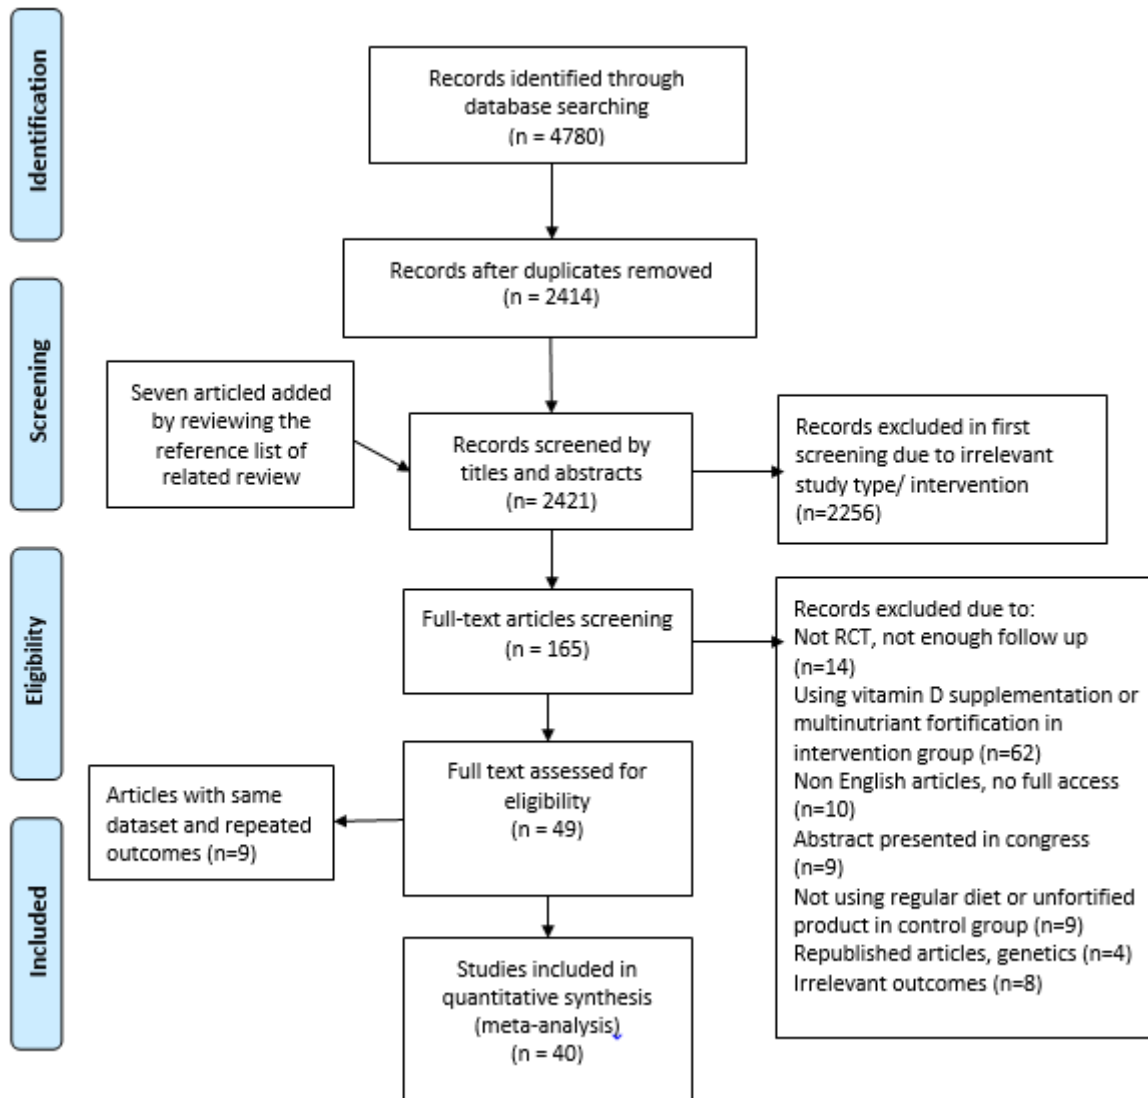 Identification
Records identified through
database searching
(n = 4780)
Records after duplicates removed
(n = 2414)
Screening
Seven articled added
by reviewing the
reference list of
related review
Records screened by
titles and abstracts
(n= 2421)
Records excluded in first
screening due to irrelevant
study type/ intervention
(n=2256)
Eligibility
Full-text articles screening
(n = 165)
Records excluded due to:
Not RCT, not enough follow up
(n=14)
Using vitamin D supplementation or
multinutriant fortification in
intervention group (n=62)
Non English articles, no full access
(n=10)
Abstract presented in congress
(n=9)
Not using regular diet or unfortified
product in control group (n=9)
Republished articles, genetics (n=4)
Irrelevant outcomes (n=8)
Full text assessed for
eligibility
(n = 49)
Articles with same
dataset and repeated
outcomes (n=9)
Included
Studies included in
quantitative synthesis
(meta-analysis)
(n = 40)